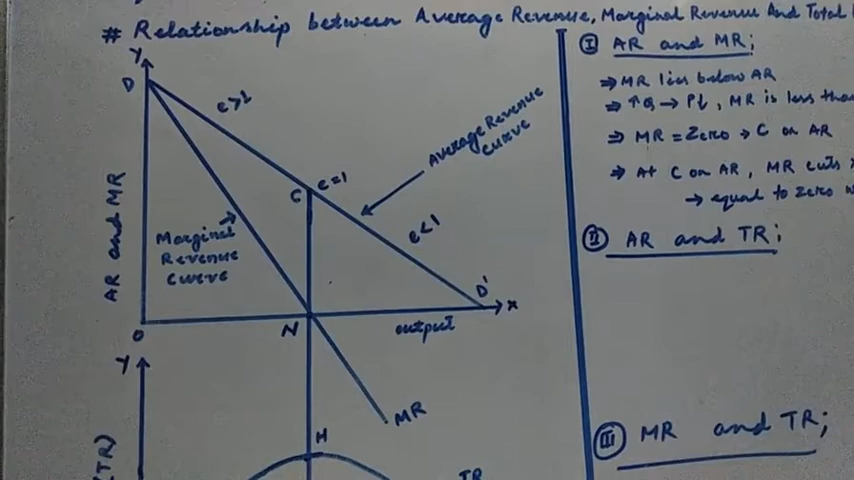 # Relationship between Average Revenue, Marginal Revenue And Total
Y
D
e>1
C e=1
e<1
Average Revenue
Curve
AR and MR
Marginal
Revenue
Curve
D'
X
O
N
output
MR
Y
H
(TR)
TR
I AR and MR;
⇒ MR lies below AR
⇒ ↑Q → P↓, MR is less than
⇒ MR = Zero → C on AR
→ At C on AR, MR cuts X
→ equal to zero
II AR and TR;
III MR and TR;